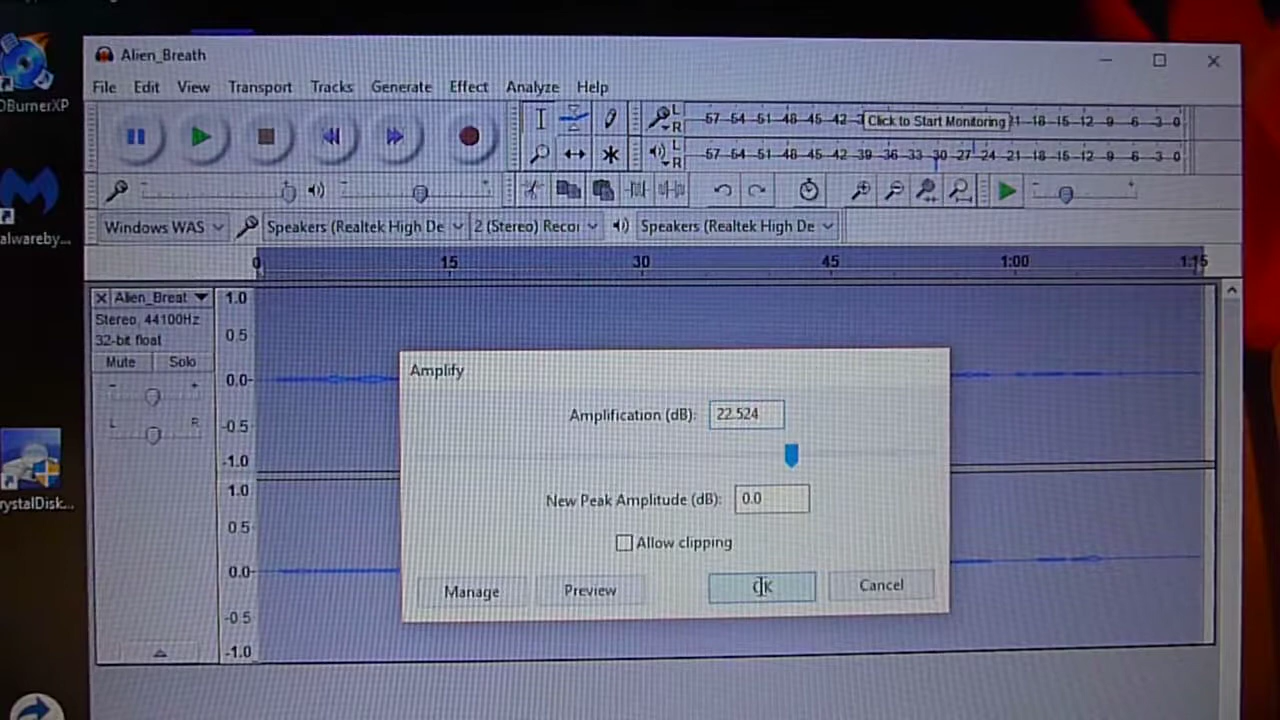 Alien_Breath
File Edit View Transport Tracks Generate Effect Analyze Help
DBurnerXP
L
R
-57 -54 -51 -48 -45 -42 -3 Click to Start Monitoring 21 -18 -15 -12 -9 -6 -3 0
L
R
-57 -54 -51 -48 -45 -42 -39 -36 -33 -30 -27 -24 -21 -18 -15 -12 -9 -6 -3 0
- + - +
alwareby...
Windows WAS Speakers (Realtek High De 2 (Stereo) Recor Speakers (Realtek High De
0 15 30 45 1:00 1:15
Alien_Breat
Stereo, 44100Hz
32-bit float
Mute Solo
- +
L R
1.0
0.5
0.0-
-0.5
-1.0
1.0
0.5
0.0-
-0.5
-1.0
Amplify
Amplification (dB): 22.524
New Peak Amplitude (dB): 0.0
Allow clipping
Manage Preview OK Cancel
rystalDisk...